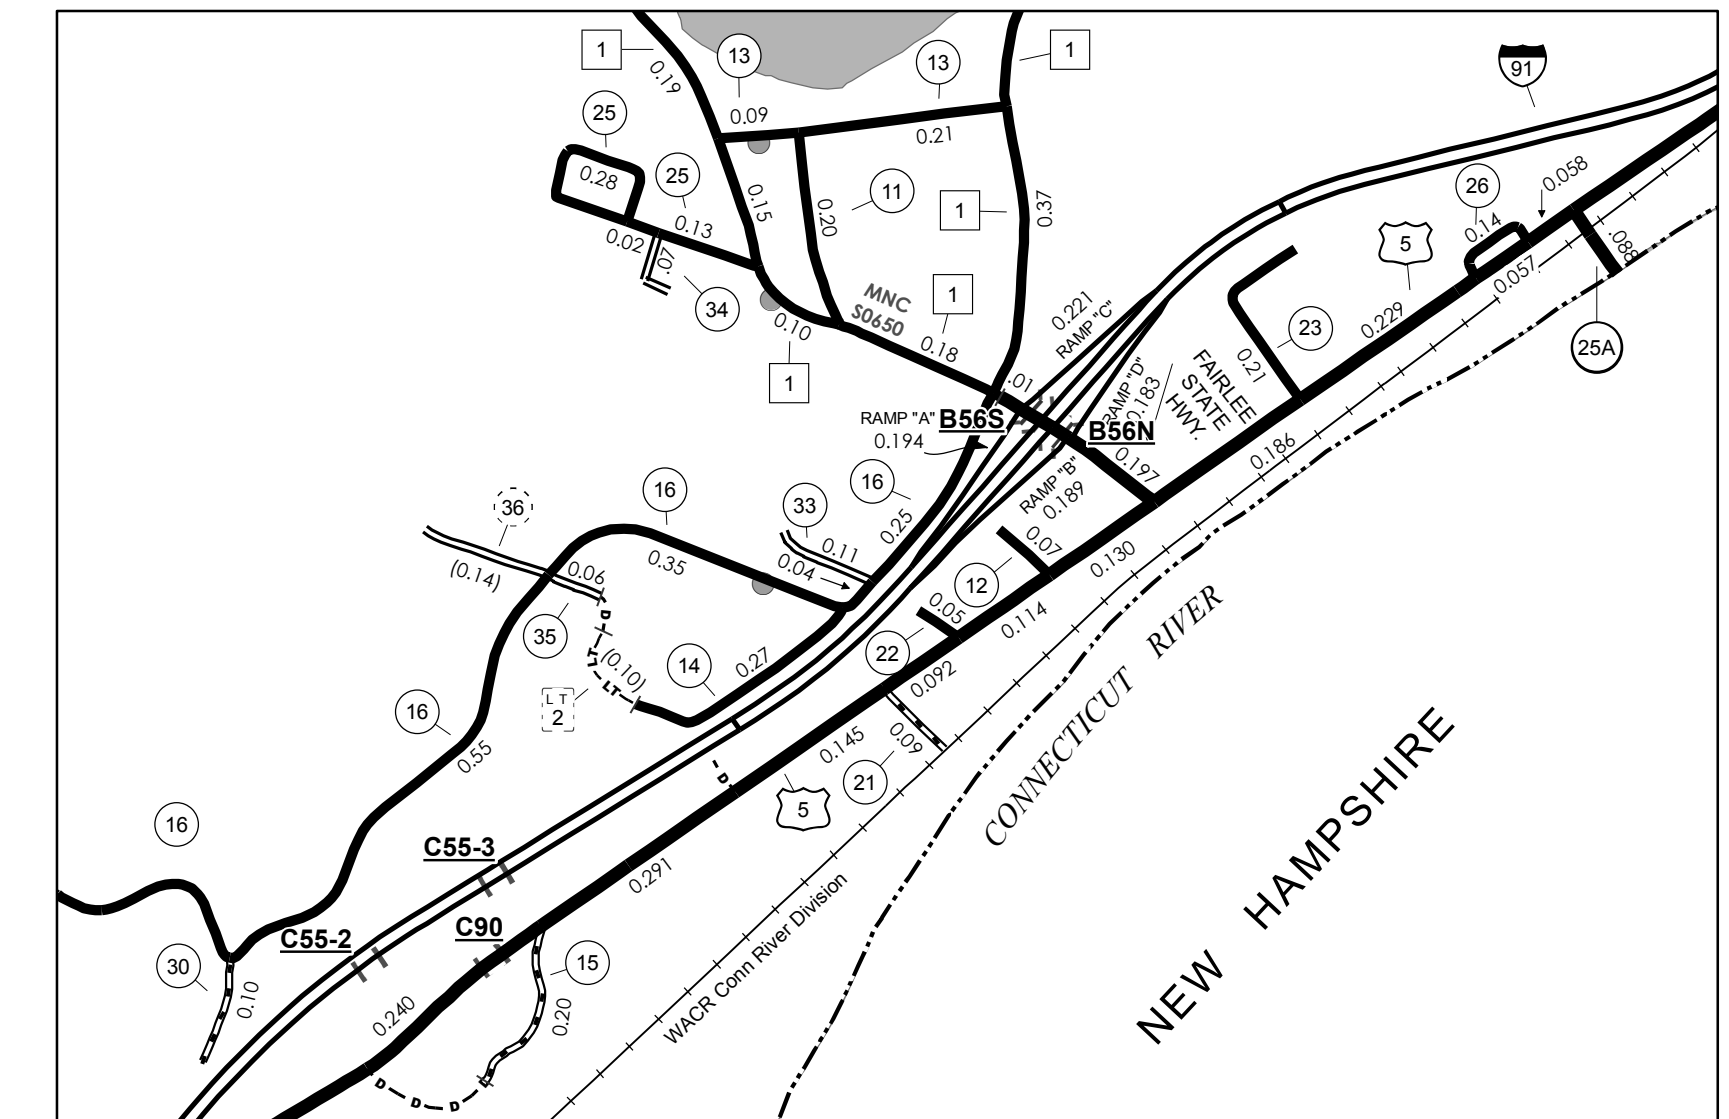 1
13
13
1
91
0.19
25
0.09
0.21
0.28
25
0.13
0.02
.07
34
0.15
0.20
11
1
0.37
26
0.058
0.14
5
.088
0.057
25A
MNC
S0650
1
0.10
1
0.18
0.221
RAMP "C"
RAMP "D"
0.183
.01
FAIRLEE
STATE
HWY.
0.21
23
0.229
RAMP "A"
0.194
B56S
B56N
0.197
0.186
RAMP "B"
0.189
16
0.25
33
0.11
0.04
16
0.35
36
(0.14)
0.06
35
D
LT
LT
(0.10)
L T
2
14
0.27
12
0.07
0.130
22
0.05
0.114
0.092
0.09
21
0.145
5
D
16
0.55
16
C55-3
C55-2
C90
0.291
30
0.10
15
0.20
0.240
D
D
D
WACR Conn River Division
CONNECTICUT RIVER
NEW HAMPSHIRE